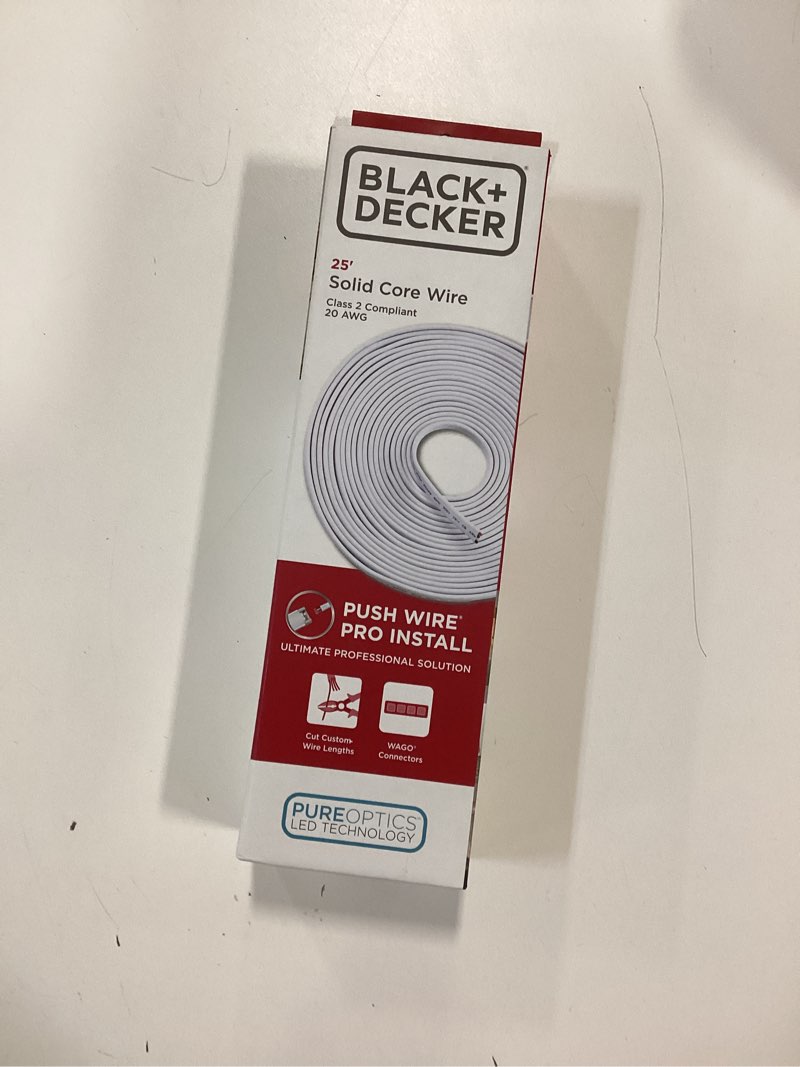 BLACK+
DECKER®
25'
Solid Core Wire
Class 2 Compliant
20 AWG
PUSH WIRE®
PRO INSTALL
ULTIMATE PROFESSIONAL SOLUTION
Cut Custom
Wire Lengths
WAGO®
Connectors
PUREOPTICS™
LED TECHNOLOGY